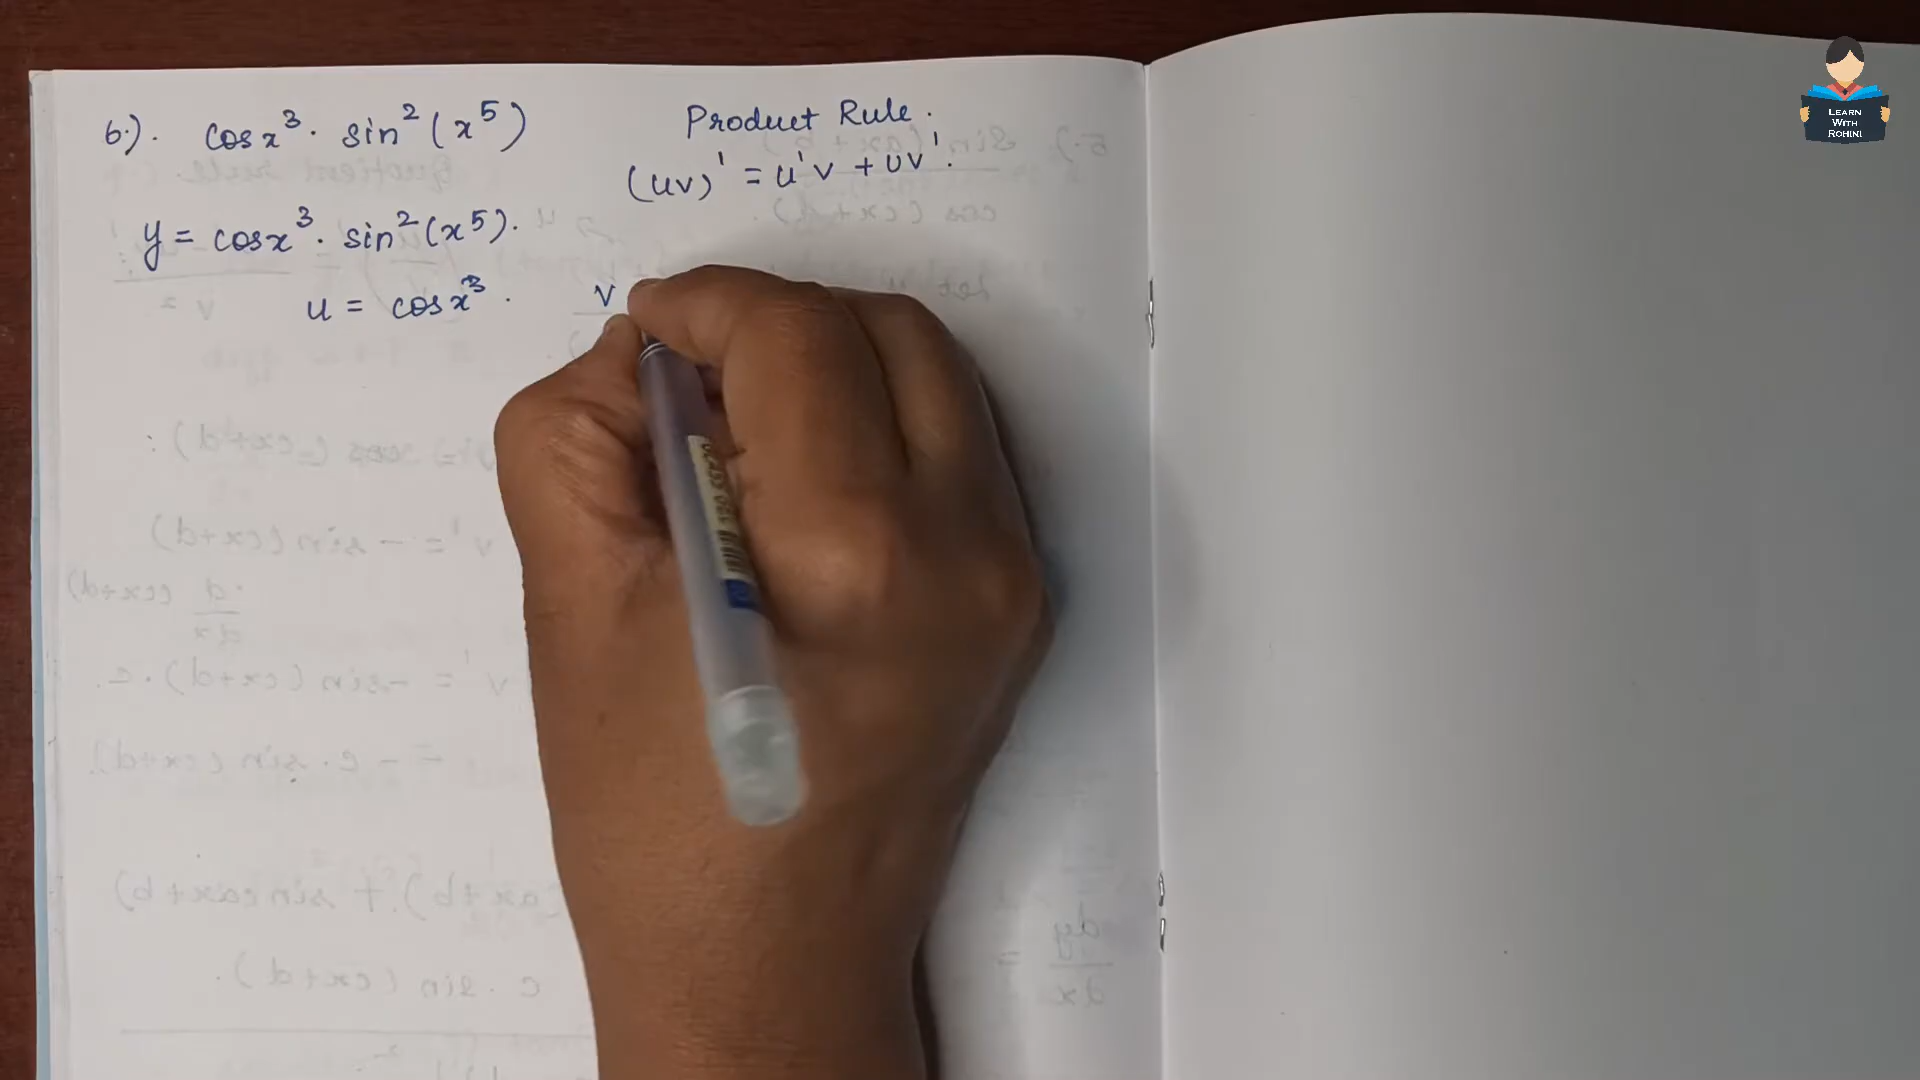 6.). cos x³. sin² (x⁵)
Product Rule.
(uv)' = u'v + uv'.
y = cos x³. sin² (x⁵).
u = cos x³. v
LEARN
WITH
ROHINI